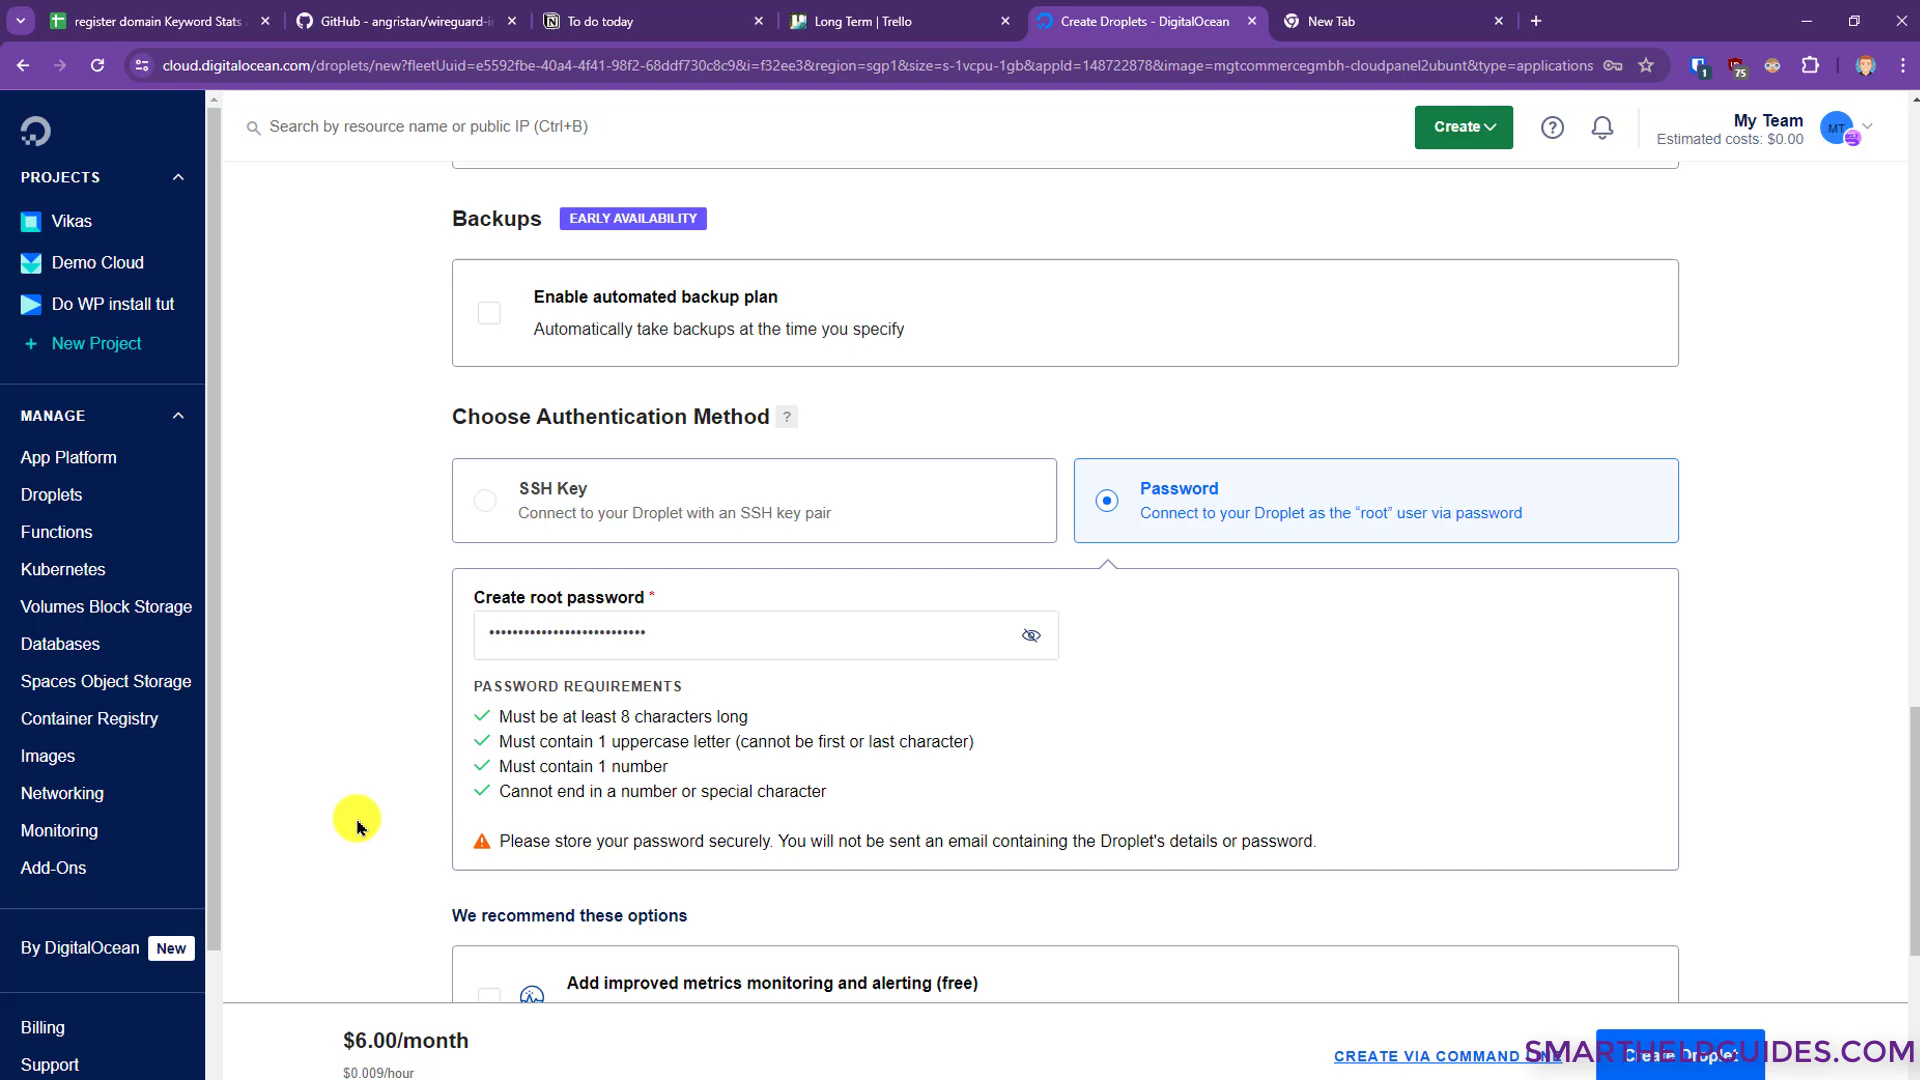 register domain Keyword Stats
GitHub - angristan/wireguard-i
To do today
Long Term | Trello
Create Droplets - DigitalOcean
New Tab
cloud.digitalocean.com/droplets/new?fleetUuid=e5592fbe-40a4-4f41-98f2-68ddf730c8c9&i=f32ee3&region=sgp1&size=s-1vcpu-1gb&appId=148722878&image=mgtcommercegmbh-cloudpanel2ubunt&type=applications
1
75
Search by resource name or public IP (Ctrl+B)
Create
My Team
Estimated costs: $0.00
MT
PROJECTS
Vikas
Demo Cloud
Do WP install tut
+ New Project
MANAGE
App Platform
Droplets
Functions
Kubernetes
Volumes Block Storage
Databases
Spaces Object Storage
Container Registry
Images
Networking
Monitoring
Add-Ons
By DigitalOcean New
Billing
Support
Backups EARLY AVAILABILITY
Enable automated backup plan
Automatically take backups at the time you specify
Choose Authentication Method ?
SSH Key
Connect to your Droplet with an SSH key pair
Password
Connect to your Droplet as the “root” user via password
Create root password *
PASSWORD REQUIREMENTS
Must be at least 8 characters long
Must contain 1 uppercase letter (cannot be first or last character)
Must contain 1 number
Cannot end in a number or special character
Please store your password securely. You will not be sent an email containing the Droplet's details or password.
We recommend these options
Add improved metrics monitoring and alerting (free)
$6.00/month
$0.009/hour
CREATE VIA COMMAND LINE
Create Droplet
SMARTHELPGUIDES.COM